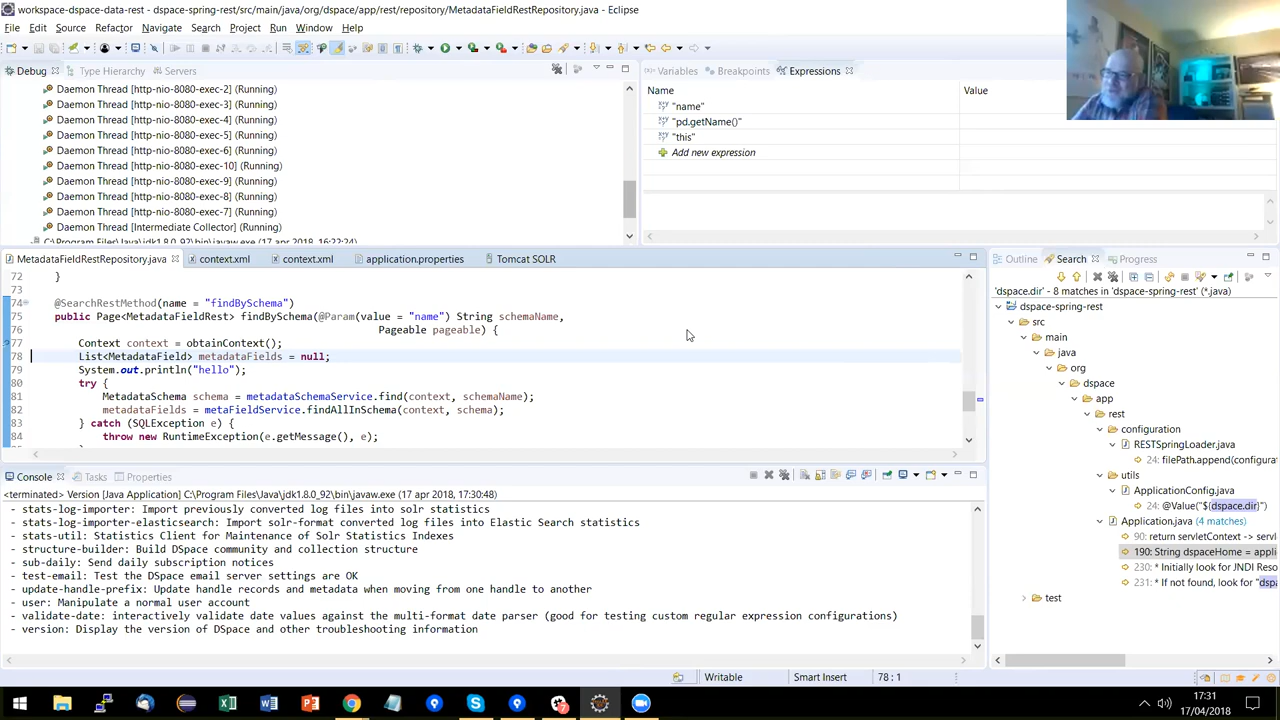 workspace-dspace-data-rest - dspace-spring-rest/src/main/java/org/dspace/app/rest/repository/MetadataFieldRestRepository.java - Eclipse
File Edit Source Refactor Navigate Search Project Run Window Help
Debug Type Hierarchy Servers
Daemon Thread [http-nio-8080-exec-2] (Running)
Daemon Thread [http-nio-8080-exec-3] (Running)
Daemon Thread [http-nio-8080-exec-4] (Running)
Daemon Thread [http-nio-8080-exec-5] (Running)
Daemon Thread [http-nio-8080-exec-6] (Running)
Daemon Thread [http-nio-8080-exec-10] (Running)
Daemon Thread [http-nio-8080-exec-9] (Running)
Daemon Thread [http-nio-8080-exec-8] (Running)
Daemon Thread [http-nio-8080-exec-7] (Running)
Daemon Thread [Intermediate Collector] (Running)
C:\Program Files\Java\jdk1.8.0_92\bin\javaw.exe (17 apr 2018, 16:22:24)
Variables Breakpoints Expressions
Name Value
"name"
"pd.getName()"
"this"
Add new expression
MetadataFieldRestRepository.java context.xml context.xml application.properties Tomcat SOLR
72 }
73
74 @SearchRestMethod(name = "findBySchema")
75 public Page<MetadataFieldRest> findBySchema(@Param(value = "name") String schemaName,
76 Pageable pageable) {
77 Context context = obtainContext();
78 List<MetadataField> metadataFields = null;
79 System.out.println("hello");
80 try {
81 MetadataSchema schema = metadataSchemaService.find(context, schemaName);
82 metadataFields = metaFieldService.findAllInSchema(context, schema);
83 } catch (SQLException e) {
84 throw new RuntimeException(e.getMessage(), e);
Outline Search Progress
'dspace.dir' - 8 matches in 'dspace-spring-rest' (*.java)
dspace-spring-rest
src
main
java
org
dspace
app
rest
configuration
RESTSpringLoader.java
24: filePath.append(configura
utils
ApplicationConfig.java
24: @Value("${dspace.dir}")
Application.java (4 matches)
90: return servletContext -> servl
190: String dspaceHome = appli
230: * Initially look for JNDI Reso
231: * If not found, look for "dsp
test
Console Tasks Properties
<terminated> Version [Java Application] C:\Program Files\Java\jdk1.8.0_92\bin\javaw.exe (17 apr 2018, 17:30:48)
- stats-log-importer: Import previously converted log files into solr statistics
- stats-log-importer-elasticsearch: Import solr-format converted log files into Elastic Search statistics
- stats-util: Statistics Client for Maintenance of Solr Statistics Indexes
- structure-builder: Build DSpace community and collection structure
- sub-daily: Send daily subscription notices
- test-email: Test the DSpace email server settings are OK
- update-handle-prefix: Update handle records and metadata when moving from one handle to another
- user: Manipulate a normal user account
- validate-date: interactively validate date values against the multi-format date parser (good for testing custom regular expression configurations)
- version: Display the version of DSpace and other troubleshooting information
Writable Smart Insert 78 : 1
17:31
17/04/2018